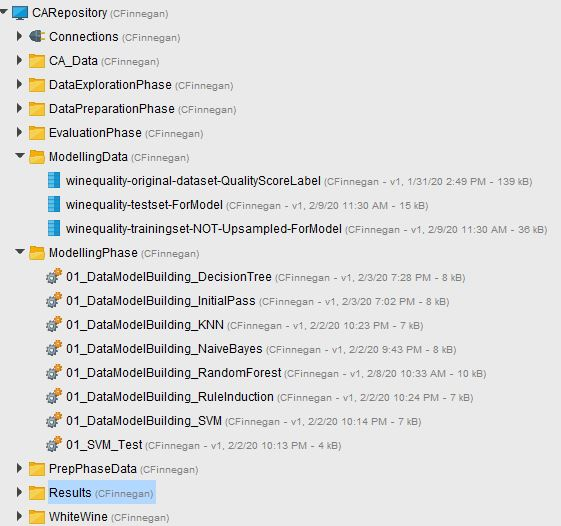 CARepository (CFinnegan)
Connections (CFinnegan)
CA_Data (CFinnegan)
DataExplorationPhase (CFinnegan)
DataPreparationPhase (CFinnegan)
EvaluationPhase (CFinnegan)
ModellingData (CFinnegan)
winequality-original-dataset-QualityScoreLabel (CFinnegan – v1, 1/31/20 2:49 PM – 139 kB)
winequality-testset-ForModel (CFinnegan – v1, 2/9/20 11:30 AM – 15 kB)
winequality-trainingset-NOT-Upsampled-ForModel (CFinnegan – v1, 2/9/20 11:30 AM – 36 kB)
ModellingPhase (CFinnegan)
01_DataModelBuilding_DecisionTree (CFinnegan – v1, 2/3/20 7:28 PM – 8 kB)
01_DataModelBuilding_InitialPass (CFinnegan – v1, 2/3/20 7:02 PM – 8 kB)
01_DataModelBuilding_KNN (CFinnegan – v1, 2/2/20 10:23 PM – 7 kB)
01_DataModelBuilding_NaiveBayes (CFinnegan – v1, 2/2/20 9:43 PM – 8 kB)
01_DataModelBuilding_RandomForest (CFinnegan – v1, 2/8/20 10:33 AM – 10 kB)
01_DataModelBuilding_RuleInduction (CFinnegan – v1, 2/2/20 10:24 PM – 7 kB)
01_DataModelBuilding_SVM (CFinnegan – v1, 2/2/20 10:14 PM – 7 kB)
01_SVM_Test (CFinnegan – v1, 2/2/20 10:13 PM – 4 kB)
PrepPhaseData (CFinnegan)
Results (CFinnegan)
WhiteWine (CFinnegan)